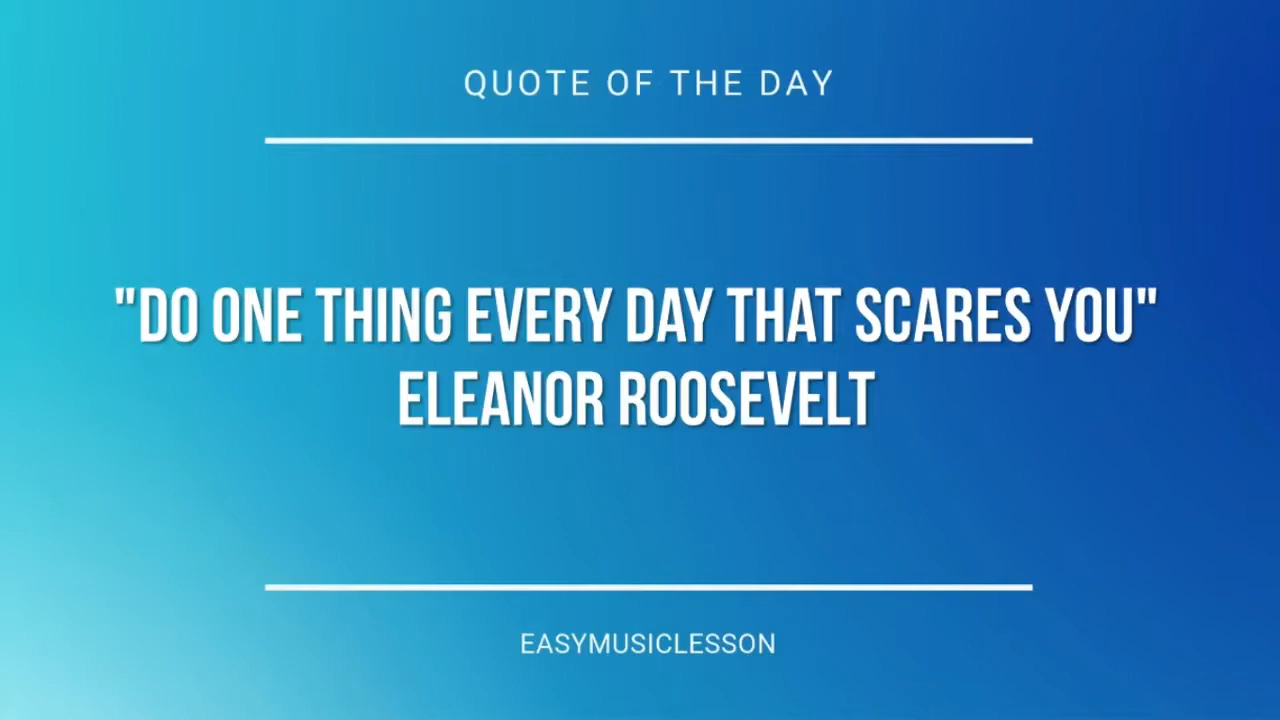 QUOTE OF THE DAY
"DO ONE THING EVERY DAY THAT SCARES YOU"
ELEANOR ROOSEVELT
EASYMUSICLESSON